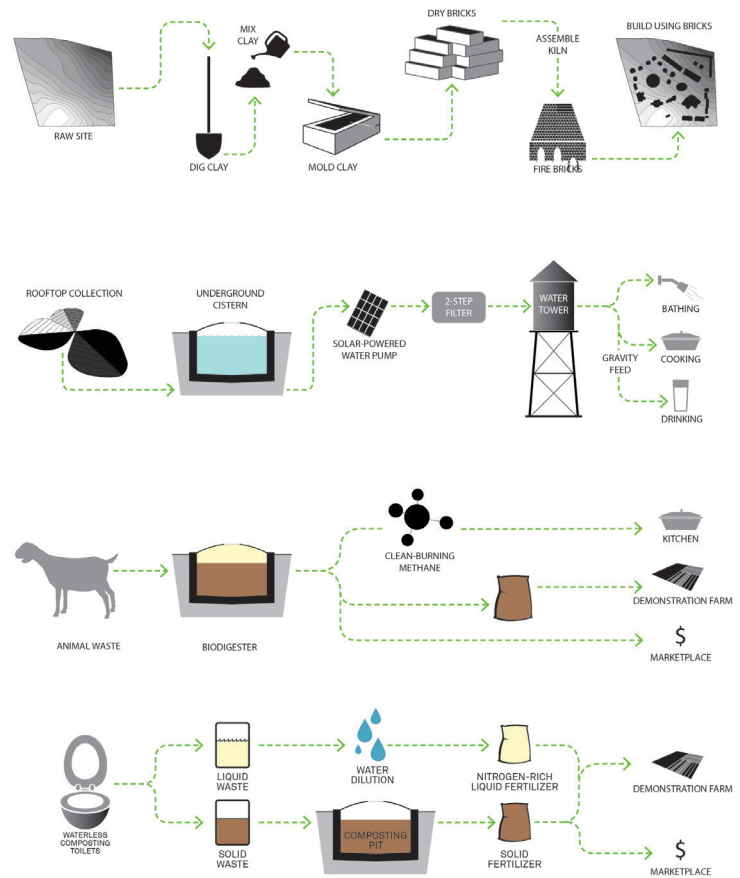 RAW SITE
DIG CLAY
MIX
CLAY
MOLD CLAY
DRY BRICKS
ASSEMBLE
KILN
FIRE BRICKS
BUILD USING BRICKS
ROOFTOP COLLECTION
UNDERGROUND
CISTERN
SOLAR-POWERED
WATER PUMP
2-STEP
FILTER
WATER
TOWER
GRAVITY
FEED
BATHING
COOKING
DRINKING
ANIMAL WASTE
BIODIGESTER
CLEAN-BURNING
METHANE
KITCHEN
DEMONSTRATION FARM
$
MARKETPLACE
WATERLESS
COMPOSTING
TOILETS
LIQUID
WASTE
WATER
DILUTION
NITROGEN-RICH
LIQUID FERTILIZER
SOLID
WASTE
COMPOSTING
PIT
SOLID
FERTILIZER
DEMONSTRATION FARM
$
MARKETPLACE